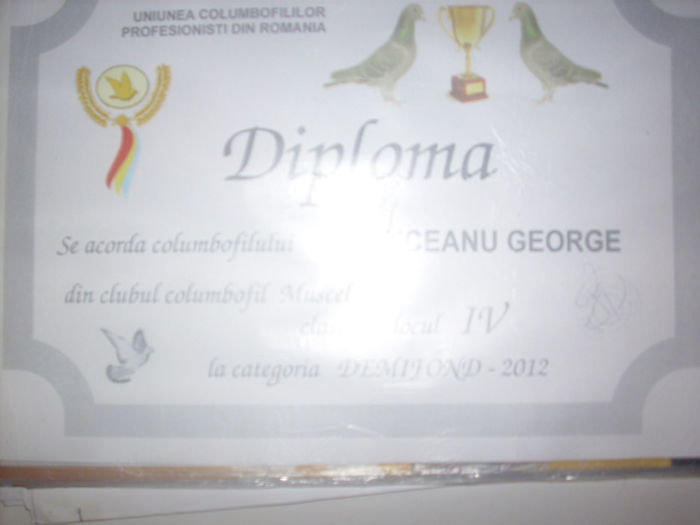 UNIUNEA COLUMBOFILILOR
PROFESIONISTI DIN ROMANIA
Diploma
Se acorda columbofilului GEORGE
din clubul columbofil Muscel
locul IV
la categoria DEMIFOND - 2012